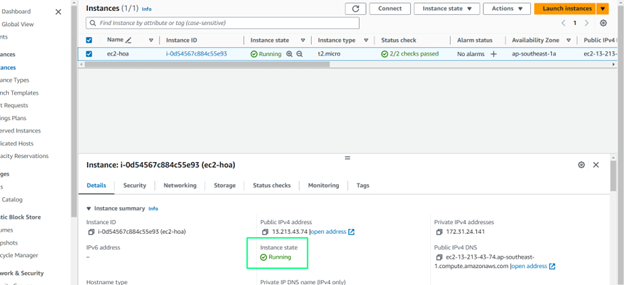 Dashboard
Global View
Instances (1/1) Info
Connect
Instance state
Actions
Launch instances
Find Instance by attribute or tag (case-sensitive)
1
Name
Instance ID
Instance state
Instance type
Status check
Alarm status
Availability Zone
Public IPv4
ec2-hoa
i-0d54567c884c55e93
Running
t2.micro
2/2 checks passed
No alarms
ap-southeast-1a
ec2-13-213-
Instance: i-0d54567c884c55e93 (ec2-hoa)
Details
Security
Networking
Storage
Status checks
Monitoring
Tags
Instance summary Info
Instance ID
i-0d54567c884c55e93 (ec2-hoa)
Public IPv4 address
13.213.43.74 |open address
Private IPv4 addresses
172.31.24.141
IPv6 address
–
Instance state
Running
Public IPv4 DNS
ec2-13-213-43-74.ap-southeast-
1.compute.amazonaws.com |open address
Hostname type
Private IP DNS name (IPv4 only)
nts
ances
ances
ance Types
nch Templates
t Requests
ings Plans
erved Instances
icated Hosts
acity Reservations
ages
s
Catalog
stic Block Store
umes
pshots
cycle Manager
work & Security